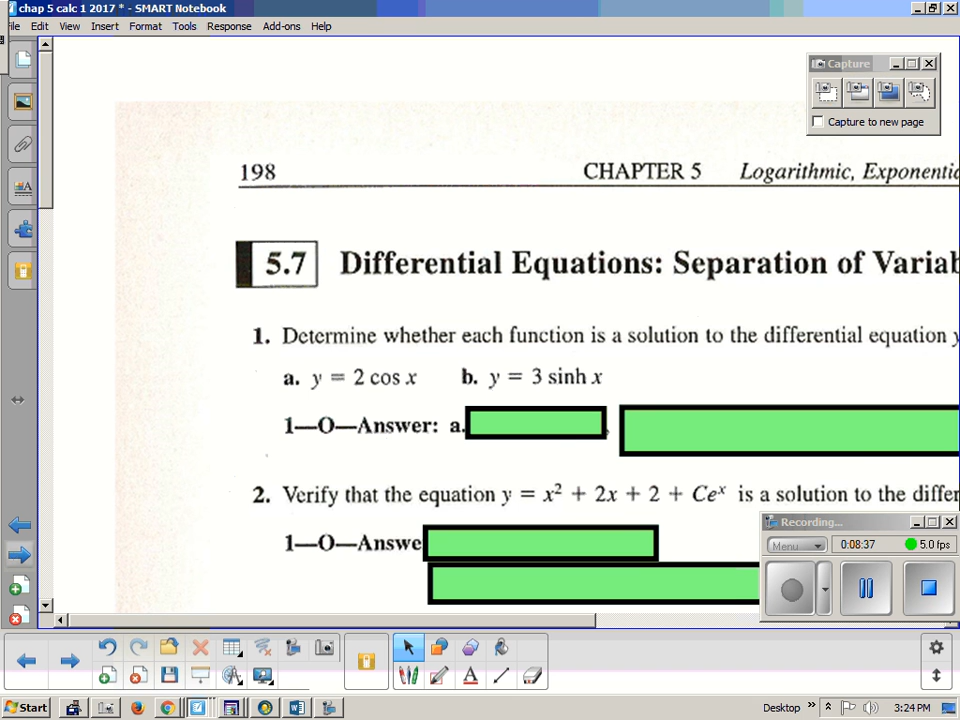 chap 5 calc 1 2017 * - SMART Notebook
File Edit View Insert Format Tools Response Add-ons Help
Capture
Capture to new page
198 CHAPTER 5 Logarithmic, Exponentia
5.7 Differential Equations: Separation of Variab
1. Determine whether each function is a solution to the differential equation y
a. y = 2 cos x b. y = 3 sinh x
1—O—Answer: a.
2. Verify that the equation y = x² + 2x + 2 + Ceˣ is a solution to the differ
1—O—Answe
Recording...
Menu 0:08:37 5.0 fps
Start Desktop » 3:24 PM